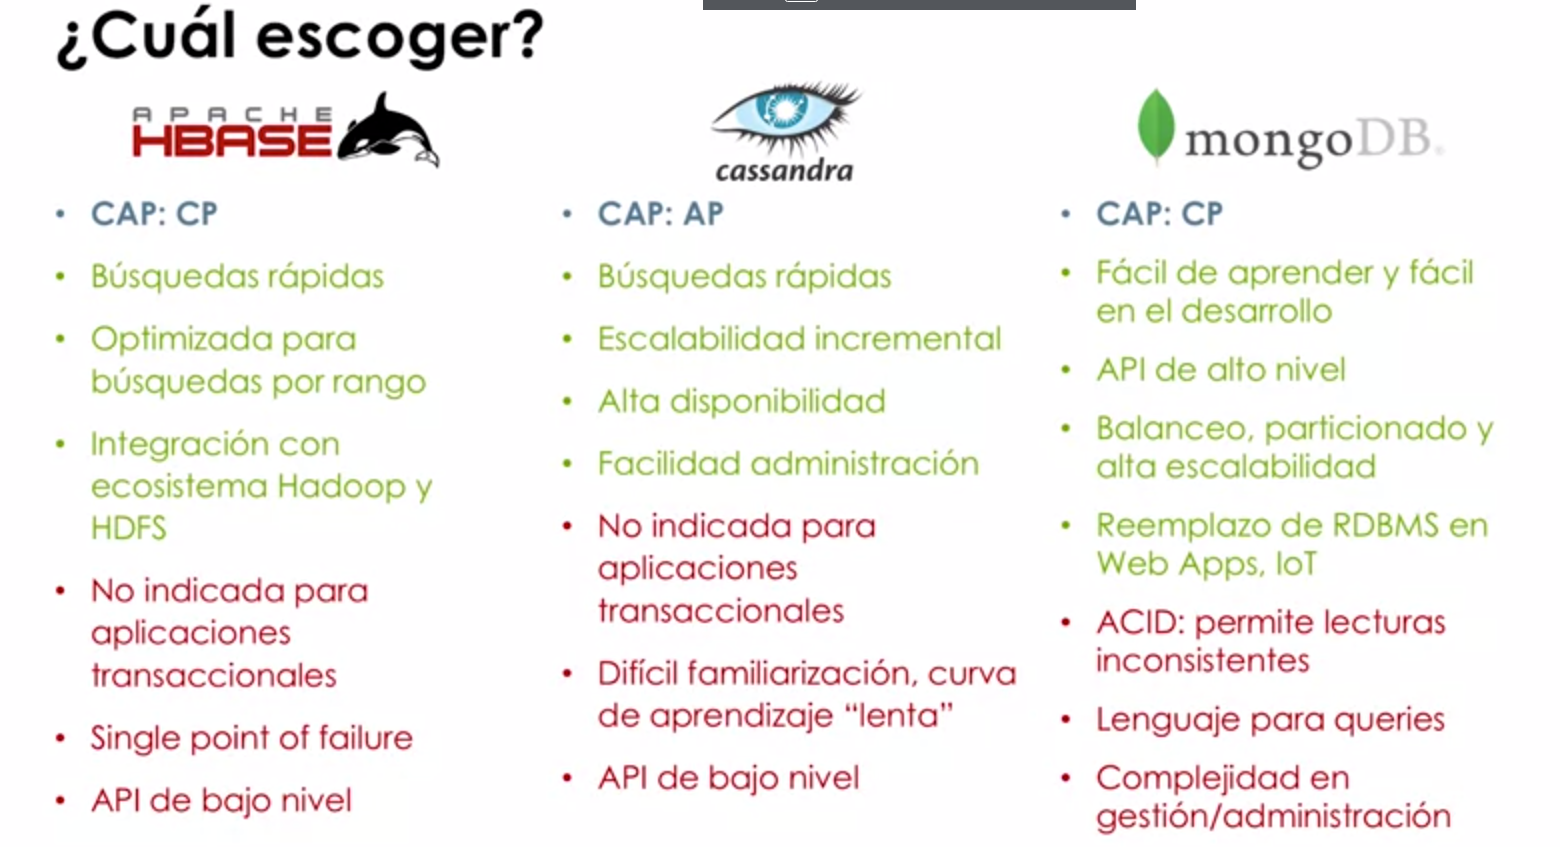 ¿Cuál escoger?
APACHE
HBASE
• CAP: CP
• Búsquedas rápidas
• Optimizada para
búsquedas por rango
• Integración con
ecosistema Hadoop y
HDFS
• No indicada para
aplicaciones
transaccionales
• Single point of failure
• API de bajo nivel
cassandra
• CAP: AP
• Búsquedas rápidas
• Escalabilidad incremental
• Alta disponibilidad
• Facilidad administración
• No indicada para
aplicaciones
transaccionales
• Difícil familiarización, curva
de aprendizaje “lenta”
• API de bajo nivel
mongoDB®
• CAP: CP
• Fácil de aprender y fácil
en el desarrollo
• API de alto nivel
• Balanceo, particionado y
alta escalabilidad
• Reemplazo de RDBMS en
Web Apps, IoT
• ACID: permite lecturas
inconsistentes
• Lenguaje para queries
• Complejidad en
gestión/administración